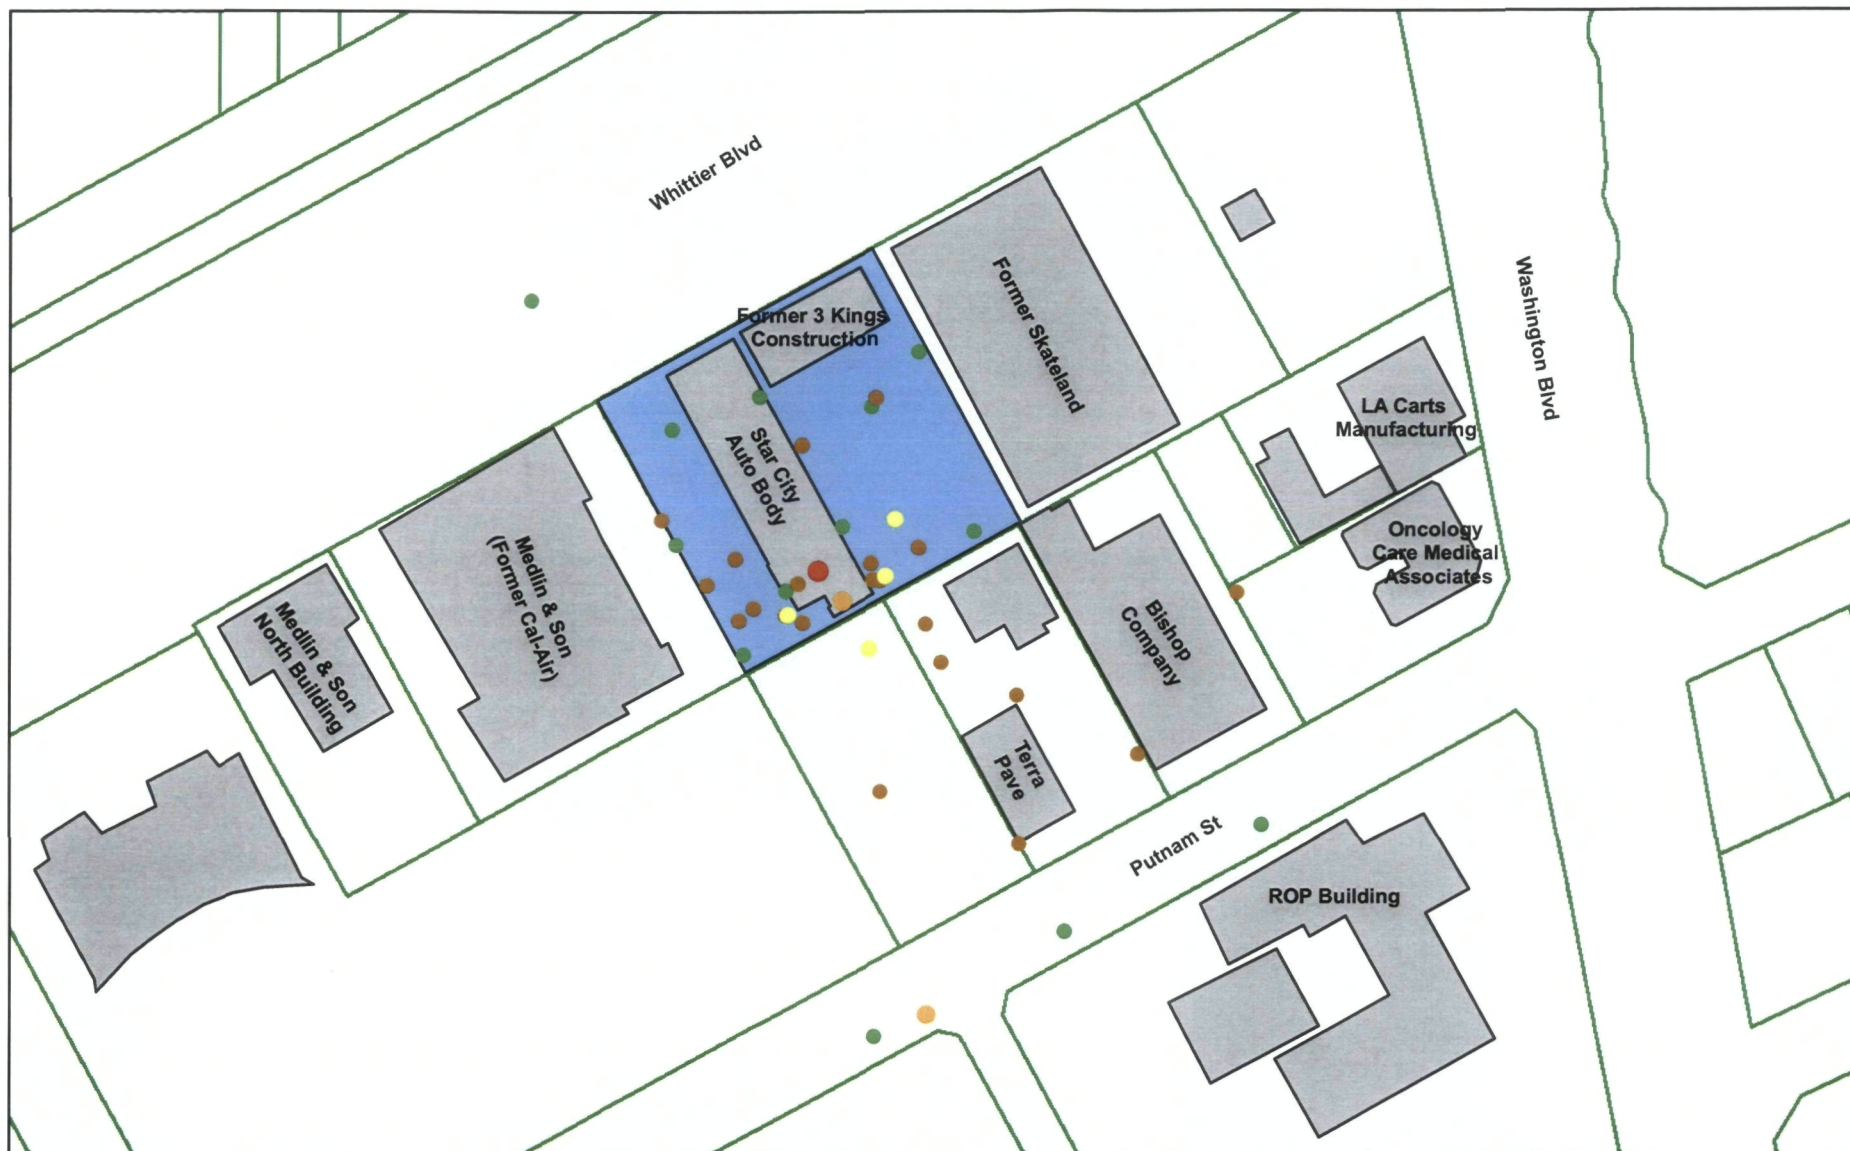 Whittier Blvd
Former 3 Kings
Construction
Former Skateland
Washington Blvd
LA Carts
Manufacturing
Star City
Auto Body
Oncology
Care Medical
Associates
Medlin & Son
(Former Cal-Air)
Medlin & Son
North Building
Bishop
Company
Terra
Pave
Putnam St
ROP Building